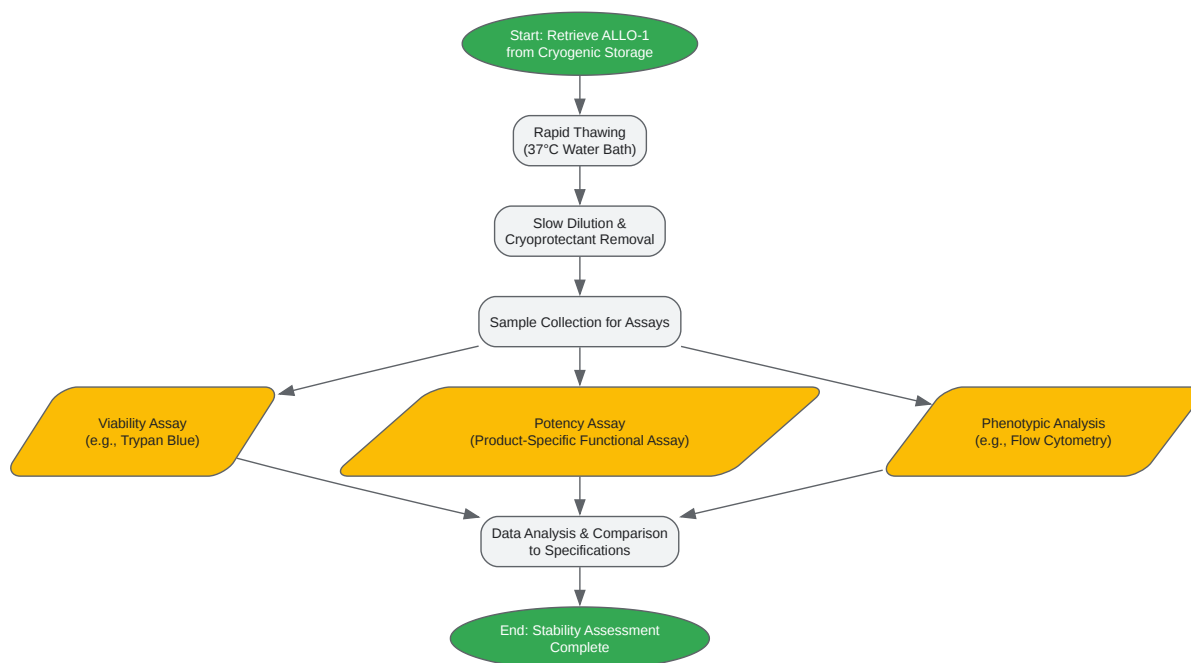 Start: Retrieve ALLO-1
from Cryogenic Storage
Rapid Thawing
(37°C Water Bath)
Slow Dilution &
Cryoprotectant Removal
Sample Collection for Assays
Viability Assay
(e.g., Trypan Blue)
Potency Assay
(Product-Specific Functional Assay)
Phenotypic Analysis
(e.g., Flow Cytometry)
Data Analysis & Comparison
to Specifications
End: Stability Assessment
Complete